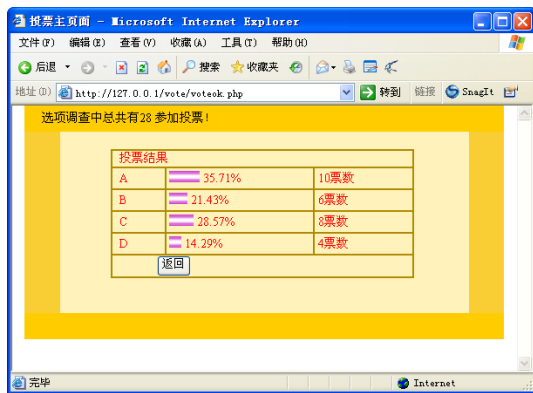 投票主页面 - Microsoft Internet Explorer
文件(F) 编辑(E) 查看(V) 收藏(A) 工具(T) 帮助(H)
后退 搜索 收藏夹
地址(D) http://127.0.0.1/vote/voteok.php 转到 链接 SnagIt
选项调查中总共有28 参加投票!
投票结果
A 35.71% 10票数
B 21.43% 6票数
C 28.57% 8票数
D 14.29% 4票数
返回
完毕 Internet